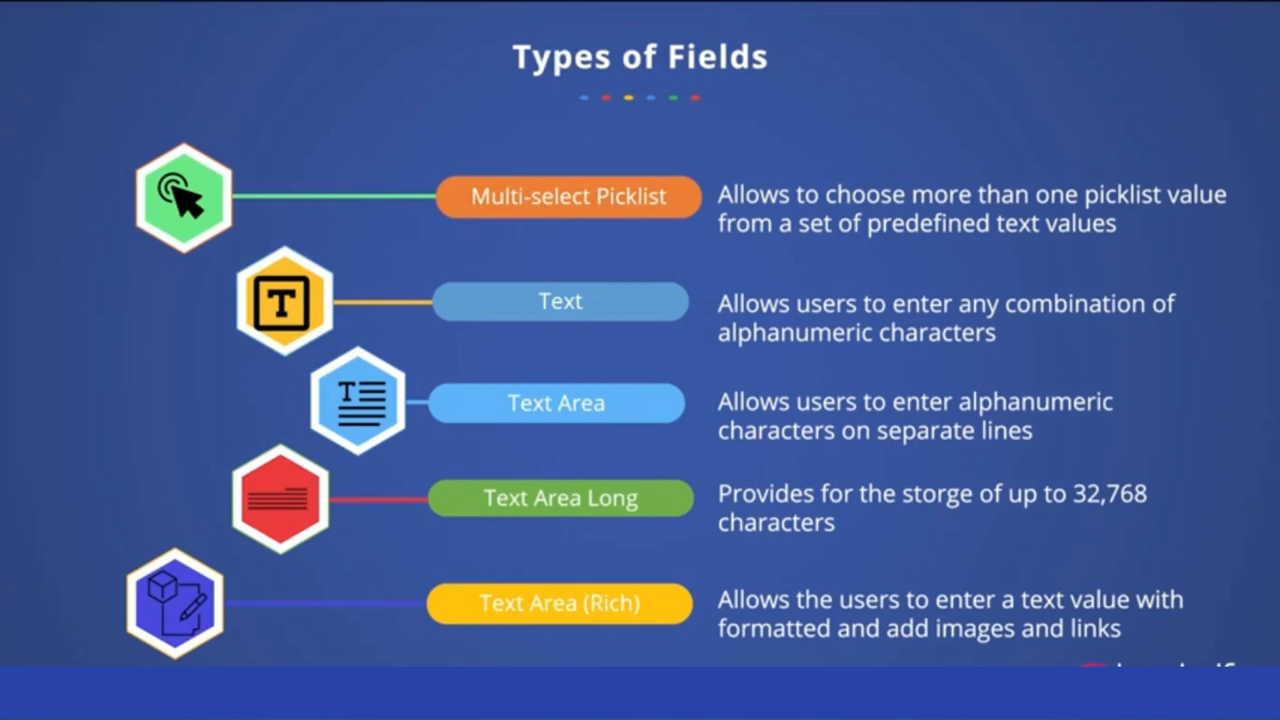 Types of Fields
Multi-select Picklist
Allows to choose more than one picklist value
from a set of predefined text values
T
Text
Allows users to enter any combination of
alphanumeric characters
T
Text Area
Allows users to enter alphanumeric
characters on separate lines
Text Area Long
Provides for the storge of up to 32,768
characters
Text Area (Rich)
Allows the users to enter a text value with
formatted and add images and links